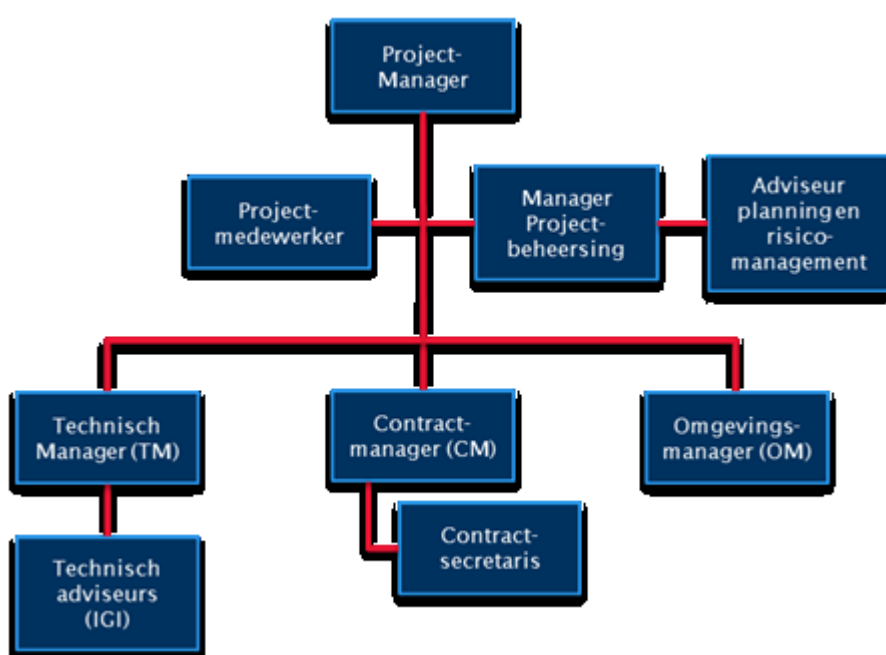 Project-
Manager
Project-
medewerker
Manager
Project-
beheersing
Adviseur
planning en
risico-
management
Technisch
Manager (TM)
Contract-
manager (CM)
Omgevings-
manager (OM)
Contract-
secretaris
Technisch
adviseurs
(IGI)